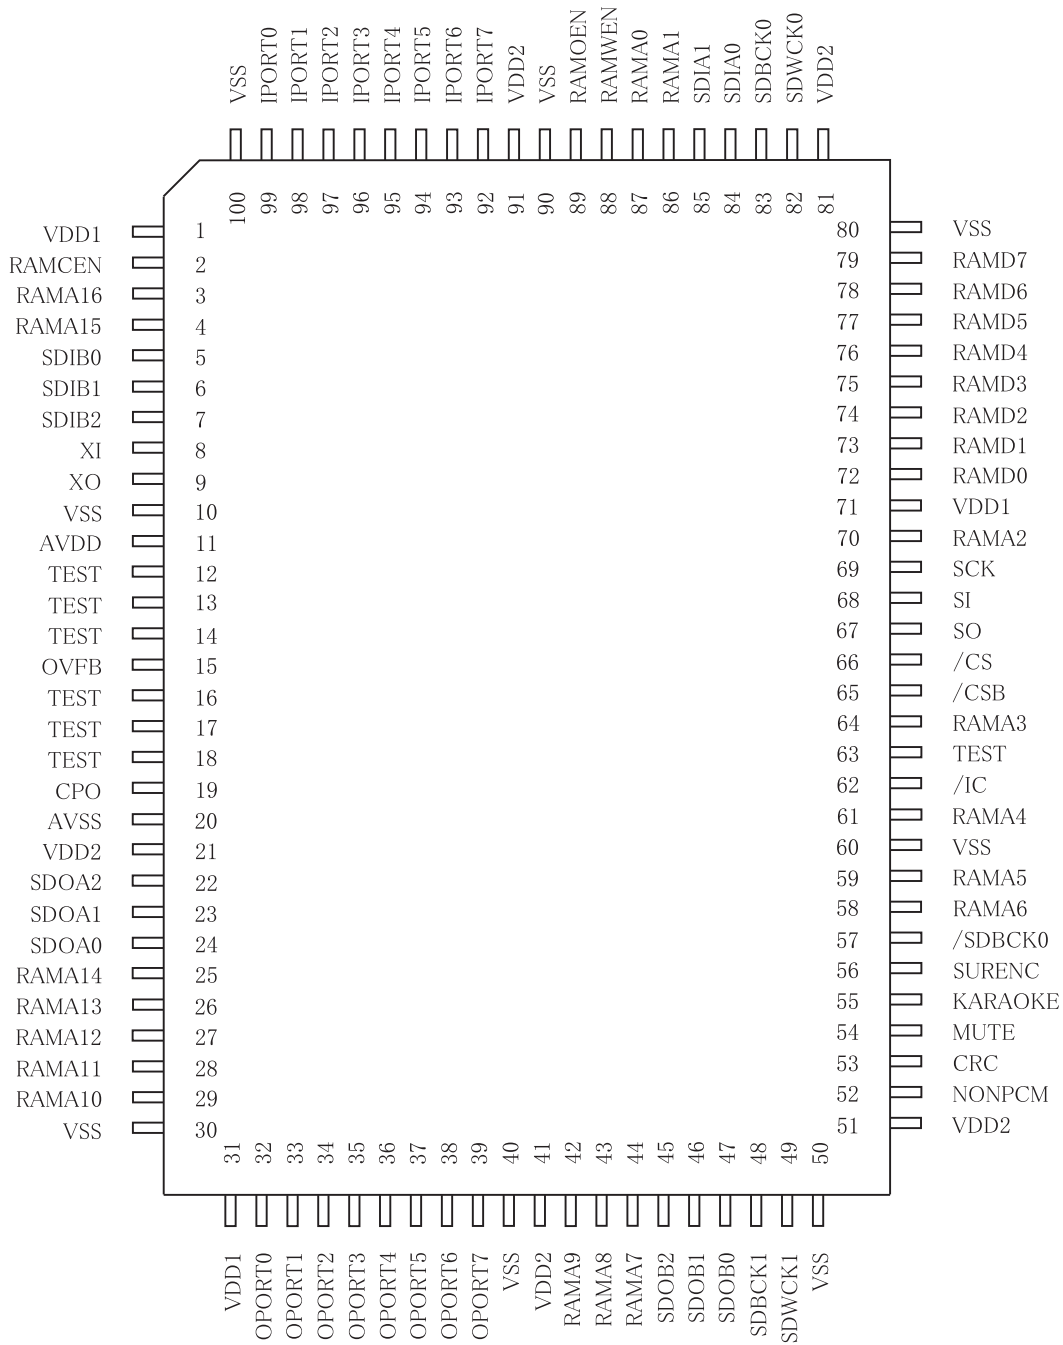 VSS IPORT0 IPORT1 IPORT2 IPORT3 IPORT4 IPORT5 IPORT6 IPORT7 VDD2 VSS RAMOEN RAMWEN RAMA0 RAMA1 SDIA1 SDIA0 SDBCK0 SDWCK0 VDD2
100 99 98 97 96 95 94 93 92 91 90 89 88 87 86 85 84 83 82 81
VDD1 1 80 VSS
RAMCEN 2 79 RAMD7
RAMA16 3 78 RAMD6
RAMA15 4 77 RAMD5
SDIB0 5 76 RAMD4
SDIB1 6 75 RAMD3
SDIB2 7 74 RAMD2
XI 8 73 RAMD1
XO 9 72 RAMD0
VSS 10 71 VDD1
AVDD 11 70 RAMA2
TEST 12 69 SCK
TEST 13 68 SI
TEST 14 67 SO
OVFB 15 66 /CS
TEST 16 65 /CSB
TEST 17 64 RAMA3
TEST 18 63 TEST
CPO 19 62 /IC
AVSS 20 61 RAMA4
VDD2 21 60 VSS
SDOA2 22 59 RAMA5
SDOA1 23 58 RAMA6
SDOA0 24 57 /SDBCK0
RAMA14 25 56 SURENC
RAMA13 26 55 KARAOKE
RAMA12 27 54 MUTE
RAMA11 28 53 CRC
RAMA10 29 52 NONPCM
VSS 30 51 VDD2
31 32 33 34 35 36 37 38 39 40 41 42 43 44 45 46 47 48 49 50
VDD1 OPORT0 OPORT1 OPORT2 OPORT3 OPORT4 OPORT5 OPORT6 OPORT7 VSS VDD2 RAMA9 RAMA8 RAMA7 SDOB2 SDOB1 SDOB0 SDBCK1 SDWCK1 VSS